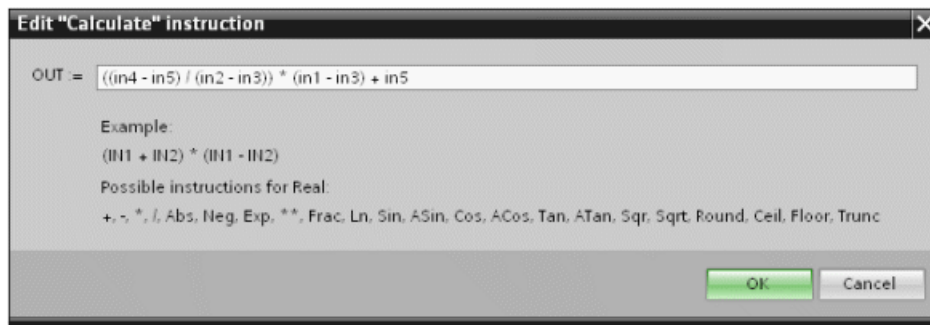 Edit "Calculate" instruction
OUT := ((in4 - in5) / (in2 - in3)) * (in1 - in3) + in5
Example:
(IN1 + IN2) * (IN1 - IN2)
Possible instructions for Real:
+, -, *, /, Abs, Neg, Exp, **, Frac, Ln, Sin, ASin, Cos, ACos, Tan, ATan, Sqr, Sqrt, Round, Ceil, Floor, Trunc
OK Cancel